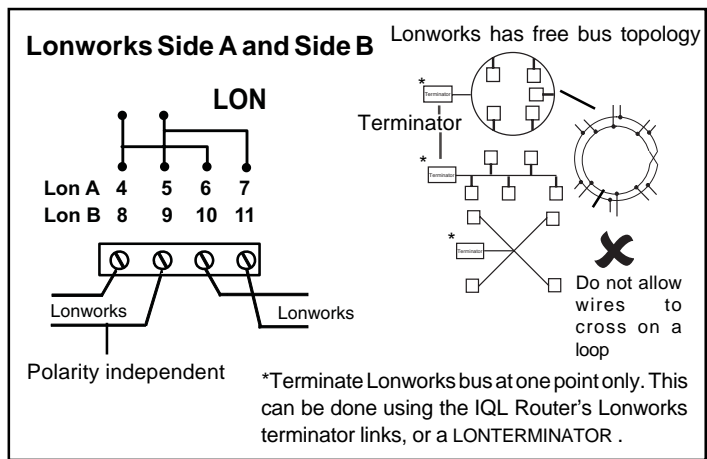 Lonworks Side A and Side B
LON
Lon A 4 5 6 7
Lon B 8 9 10 11
Lonworks
Lonworks
Polarity independent
Lonworks has free bus topology
*
Terminator
Terminator
*
Terminator
*
Terminator
Do not allow
wires to
cross on a
loop
*Terminate Lonworks bus at one point only. This
can be done using the IQL Router's Lonworks
terminator links, or a LONTERMINATOR .